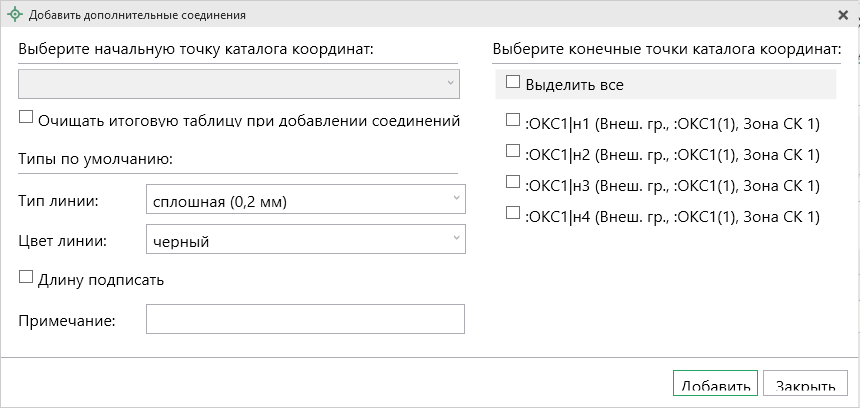 Добавить дополнительные соединения
Выберите начальную точку каталога координат:
Очищать итоговую таблицу при добавлении соединений
Типы по умолчанию:
Тип линии:
сплошная (0,2 мм)
Цвет линии:
черный
Длину подписать
Примечание:
Выберите конечные точки каталога координат:
Выделить все
:ОКС1|н1 (Внеш. гр., :ОКС1(1), Зона СК 1)
:ОКС1|н2 (Внеш. гр., :ОКС1(1), Зона СК 1)
:ОКС1|н3 (Внеш. гр., :ОКС1(1), Зона СК 1)
:ОКС1|н4 (Внеш. гр., :ОКС1(1), Зона СК 1)
Добавить
Закрыть